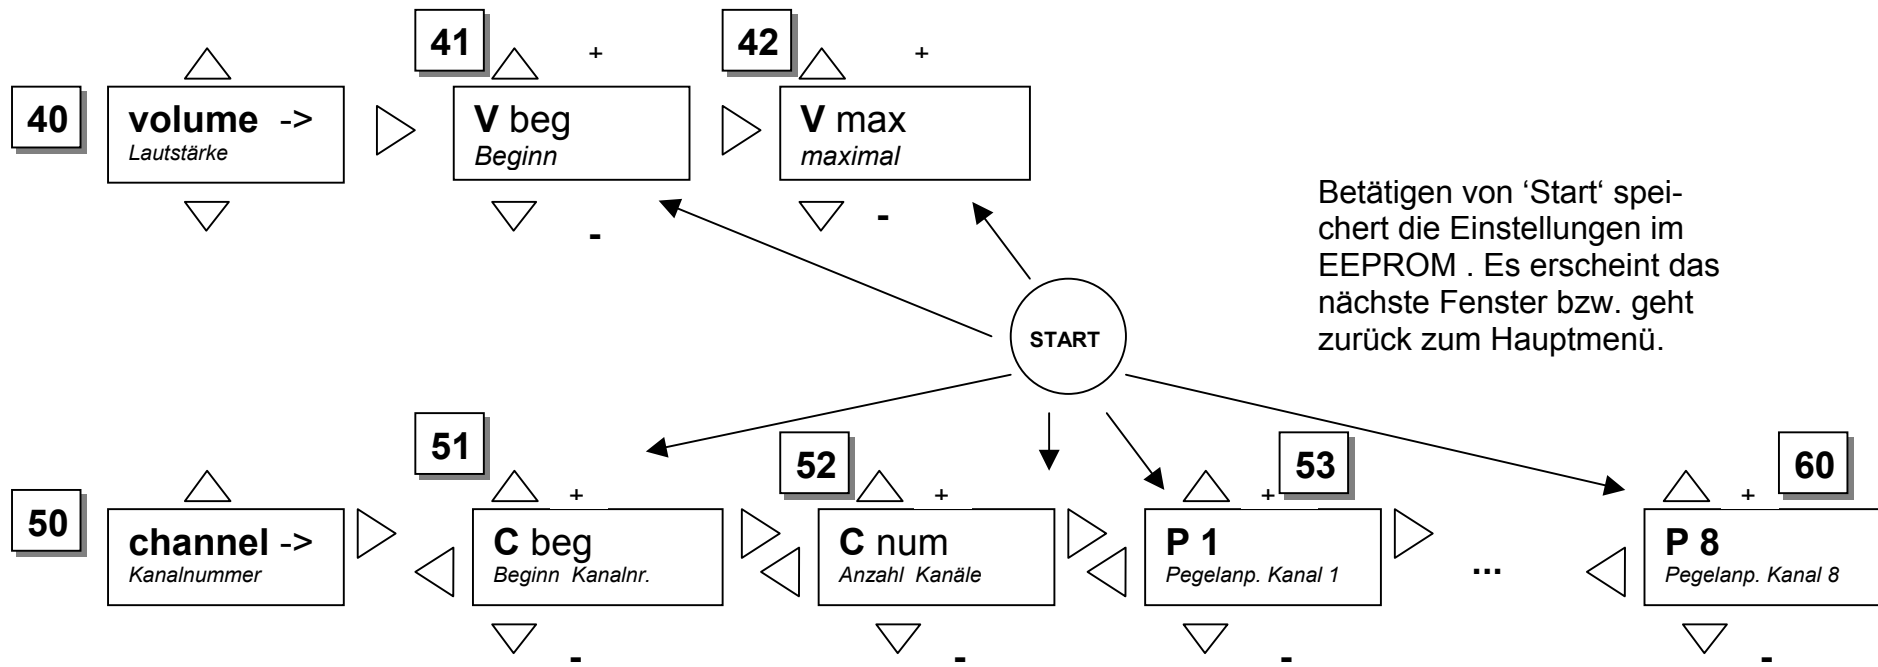 41 + 42 +
40 volume -> V beg V max
Lautstärke Beginn maximal
- -
Betätigen von ‘Start‘ spei-
chert die Einstellungen im
EEPROM . Es erscheint das
nächste Fenster bzw. geht
zurück zum Hauptmenü.
START
51 52 53 60
+ + + +
50 channel -> C beg C num P 1 ... P 8
Kanalnummer Beginn Kanalnr. Anzahl Kanäle Pegelanp. Kanal 1 Pegelanp. Kanal 8
- - - -